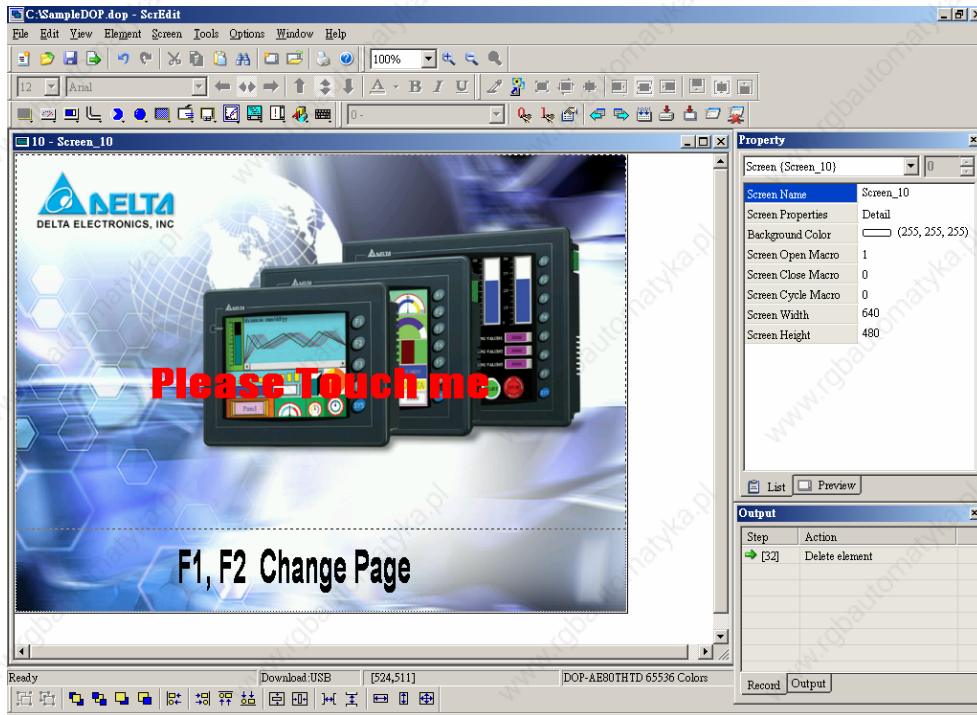 C:\SampleDOP.dop - ScrEdit
File Edit View Element Screen Tools Options Window Help
100%
12 Arial
A B I U
0 -
10 - Screen_10
DELTA
DELTA ELECTRONICS, INC
Please Touch me
F1, F2 Change Page
Property
Screen {Screen_10}
0
Screen Name Screen_10
Screen Properties Detail
Background Color (255, 255, 255)
Screen Open Macro 1
Screen Close Macro 0
Screen Cycle Macro 0
Screen Width 640
Screen Height 480
List Preview
Output
Step Action
[32] Delete element
Record Output
Ready Download:USB [524,511] DOP-AE80THTD 65536 Colors
www.rgbautomatyka.pl